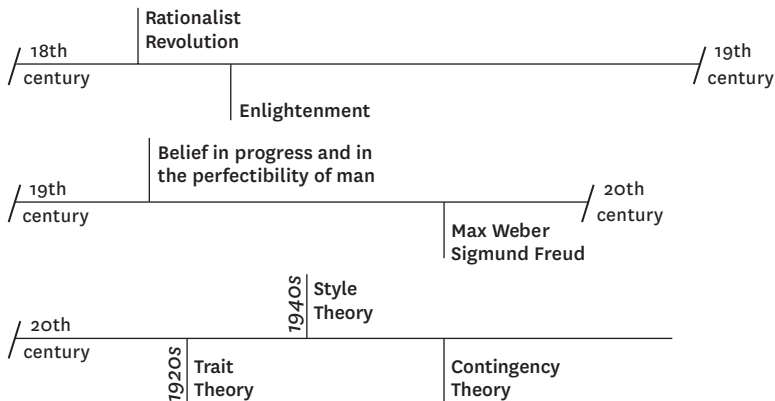 Rationalist
Revolution
18th
century
19th
century
Enlightenment
Belief in progress and in
the perfectibility of man
19th
century
20th
century
Max Weber
Sigmund Freud
1940s
Style
Theory
20th
century
1920s
Trait
Theory
Contingency
Theory